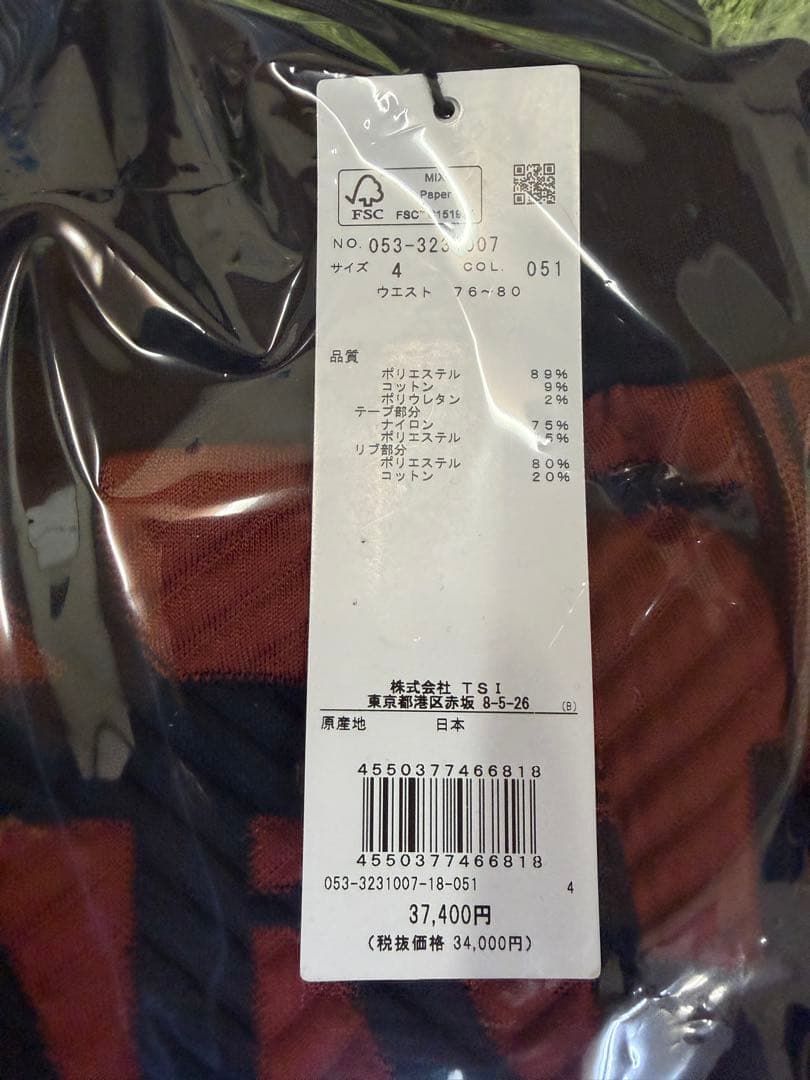 MIX
Paper
FSC
NO. 053-3231007
サイズ 4 COL. 051
ウエスト 76~80
品質
ポリエステル 89%
コットン 9%
ポリウレタン 2%
テープ部分
ナイロン 75%
ポリエステル
リブ部分
ポリエステル 80%
コットン 20%
株式会社 TSI
東京都港区赤坂 8-5-26 (B)
原産地 日本
4550377466818
4550377466818
053-3231007-18-051 4
37,400円
(税抜価格 34,000円)